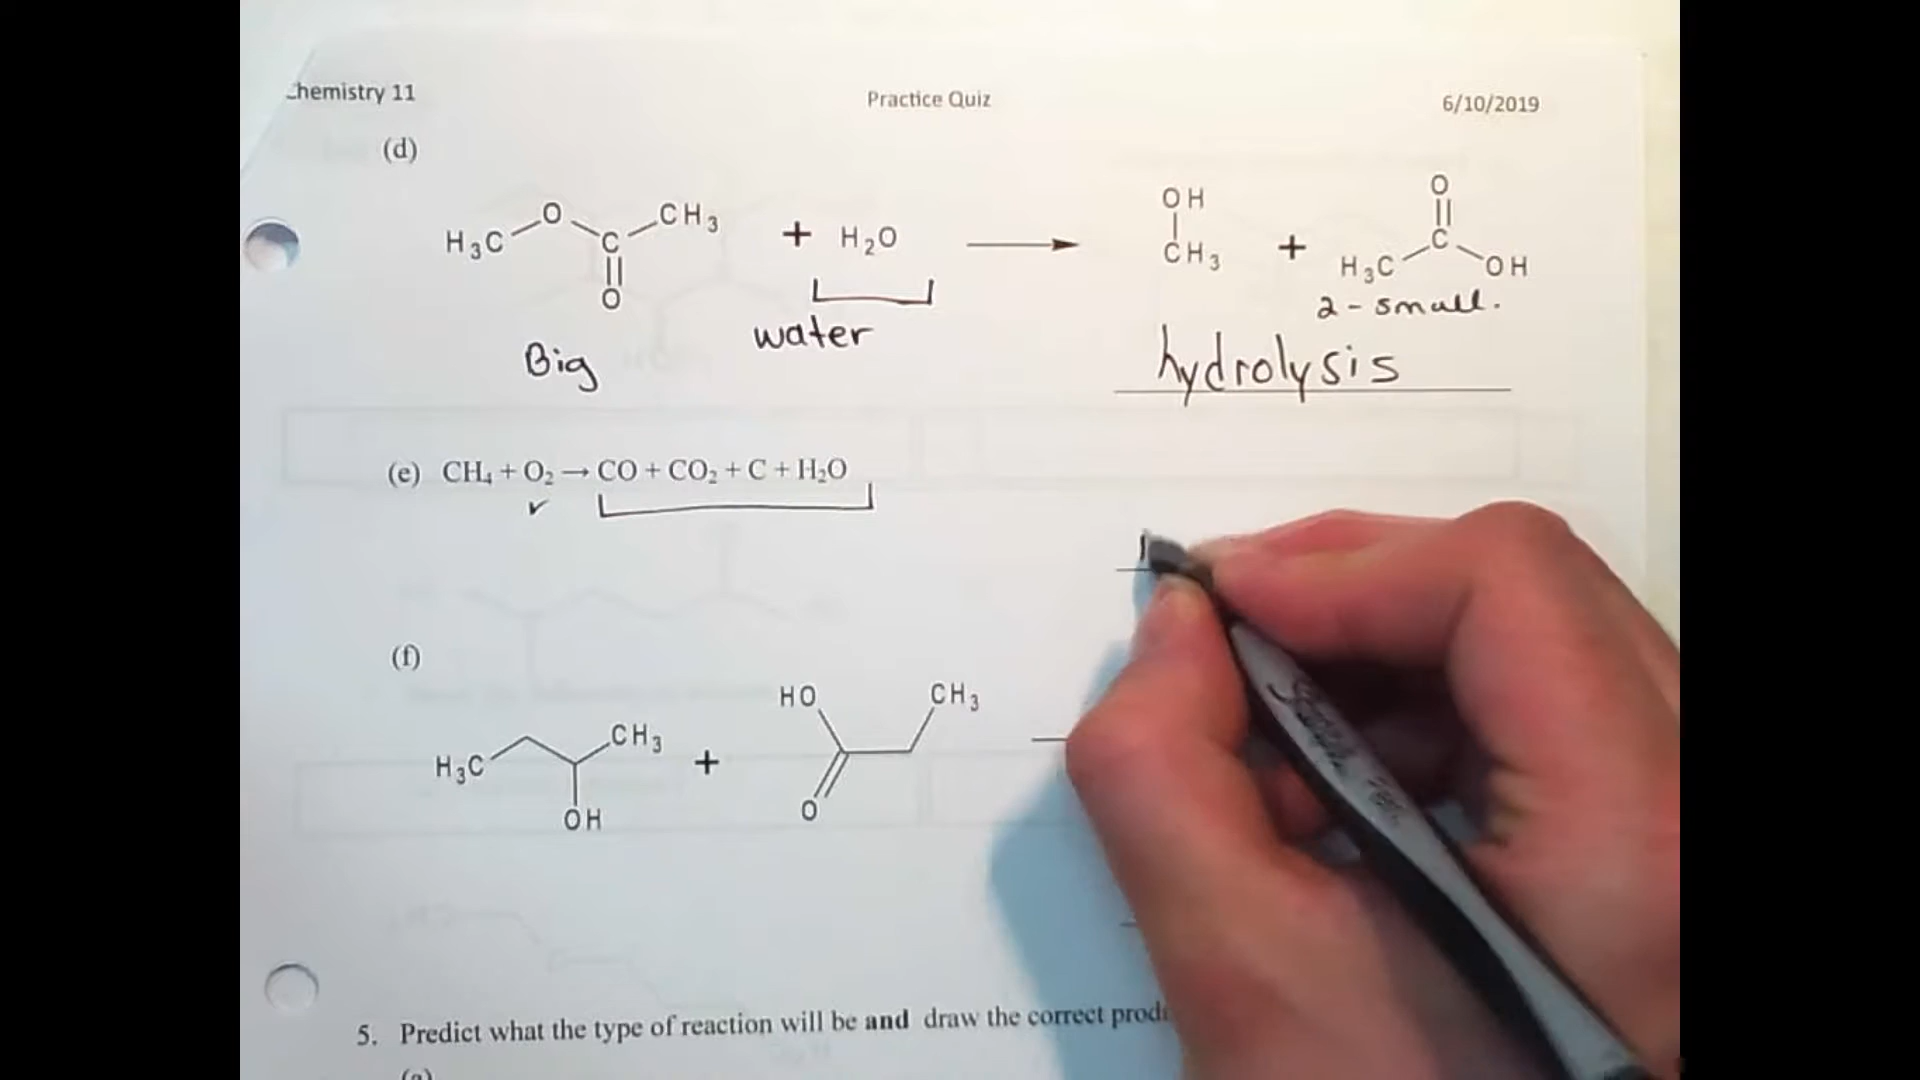 Chemistry 11 Practice Quiz 6/10/2019
(d)
H₃C O C O CH₃ + H₂O → OH CH₃ + H₃C C O OH
2 - small.
Big water hydrolysis
(e) CH₄ + O₂ → CO + CO₂ + C + H₂O
✓
(f)
H₃C CH₃ OH + HO O CH₃
5. Predict what the type of reaction will be and draw the correct
(a)